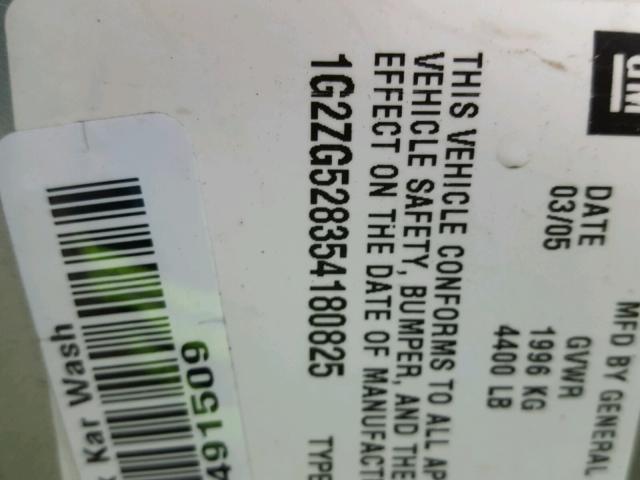 GM
MFD BY GENERAL
DATE GVWR
03/05 1996 KG
4400 LB
THIS VEHICLE CONFORMS TO ALL AP
VEHICLE SAFETY, BUMPER, AND THE
EFFECT ON THE DATE OF MANUFACT
1G2ZG528354180825 TYPE
Kar Wash
491509